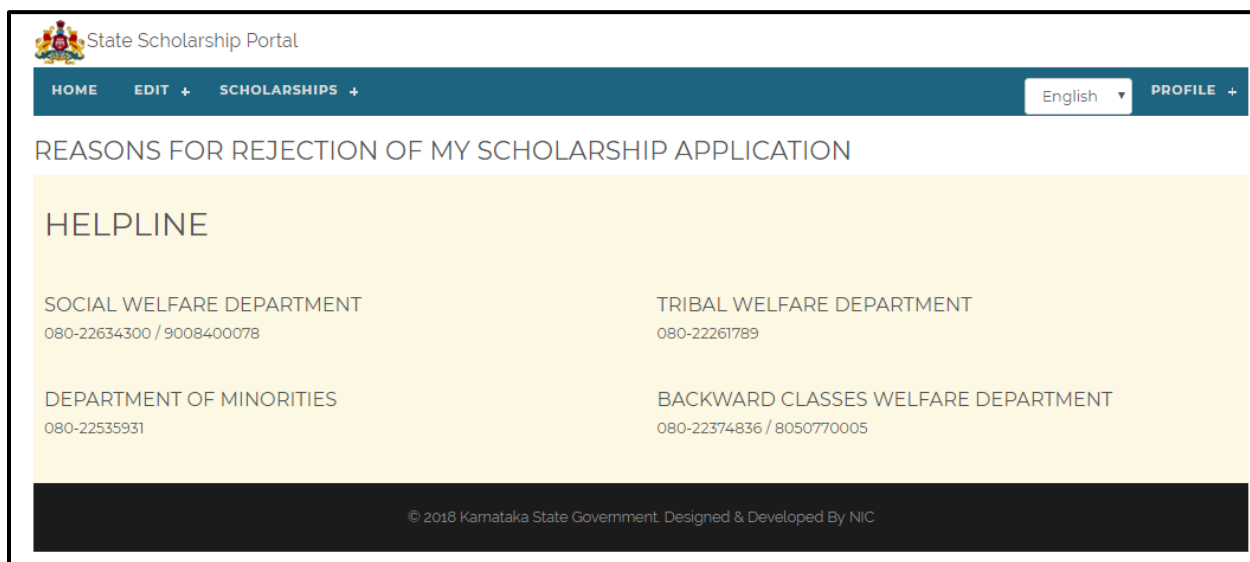 State Scholarship Portal
HOME EDIT + SCHOLARSHIPS + English ▼ PROFILE +
REASONS FOR REJECTION OF MY SCHOLARSHIP APPLICATION
HELPLINE
SOCIAL WELFARE DEPARTMENT
080-22634300 / 9008400078
TRIBAL WELFARE DEPARTMENT
080-22261789
DEPARTMENT OF MINORITIES
080-22535931
BACKWARD CLASSES WELFARE DEPARTMENT
080-22374836 / 8050770005
© 2018 Karnataka State Government. Designed & Developed By NIC